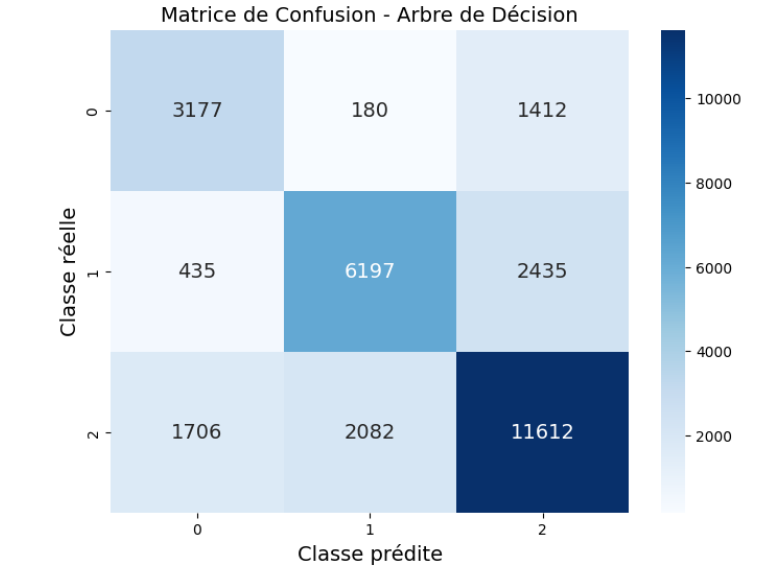 Matrice de Confusion - Arbre de Décision
Classe réelle
0
3177 180 1412
1
435 6197 2435
2
1706 2082 11612
0 1 2
Classe prédite
10000
8000
6000
4000
2000